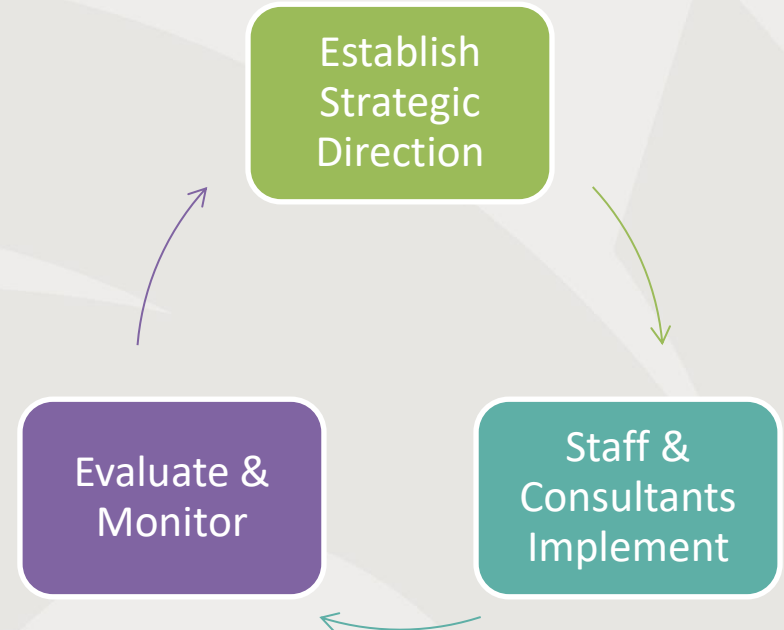 Establish
Strategic
Direction
Staff &
Consultants
Implement
Evaluate &
Monitor